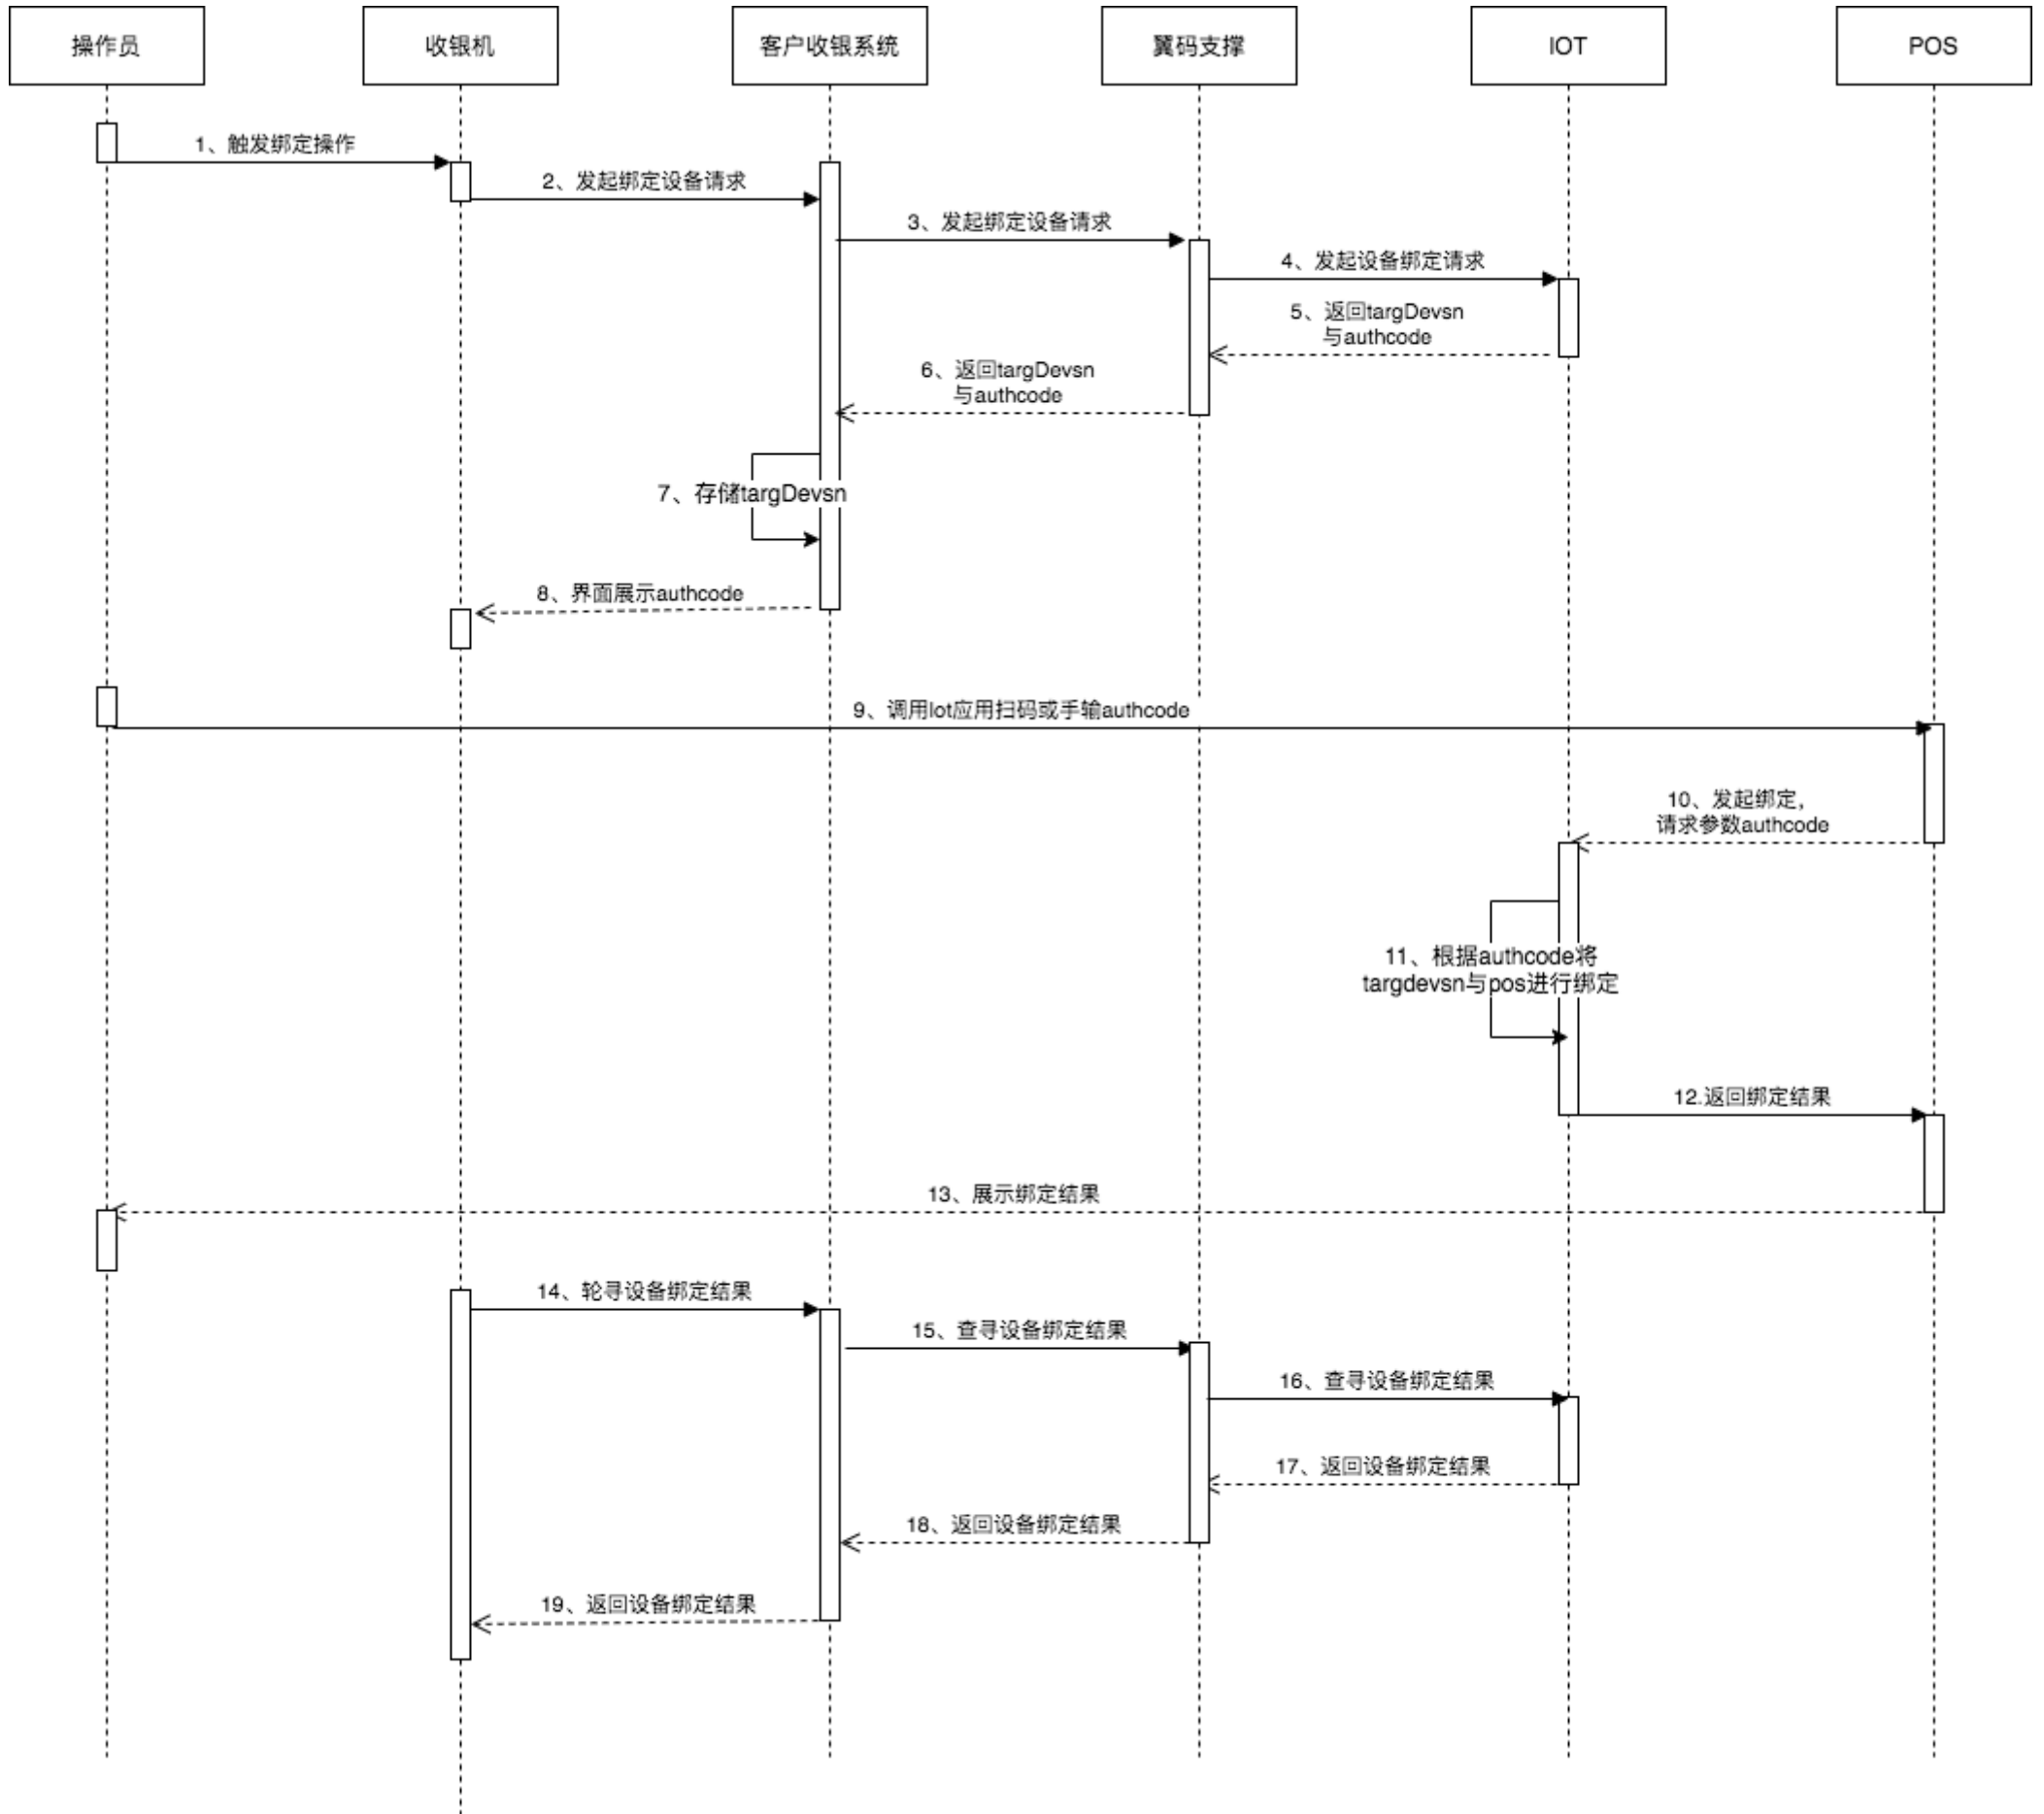 操作员
收银机
客户收银系统
翼码支撑
IOT
POS
1、触发绑定操作
2、发起绑定设备请求
3、发起绑定设备请求
4、发起设备绑定请求
5、返回targDevsn
与authcode
6、返回targDevsn
与authcode
7、存储targDevsn
8、界面展示authcode
9、调用Iot应用扫码或手输authcode
10、发起绑定，
请求参数authcode
11、根据authcode将
targdevsn与pos进行绑定
12.返回绑定结果
13、展示绑定结果
14、轮寻设备绑定结果
15、查寻设备绑定结果
16、查寻设备绑定结果
17、返回设备绑定结果
18、返回设备绑定结果
19、返回设备绑定结果